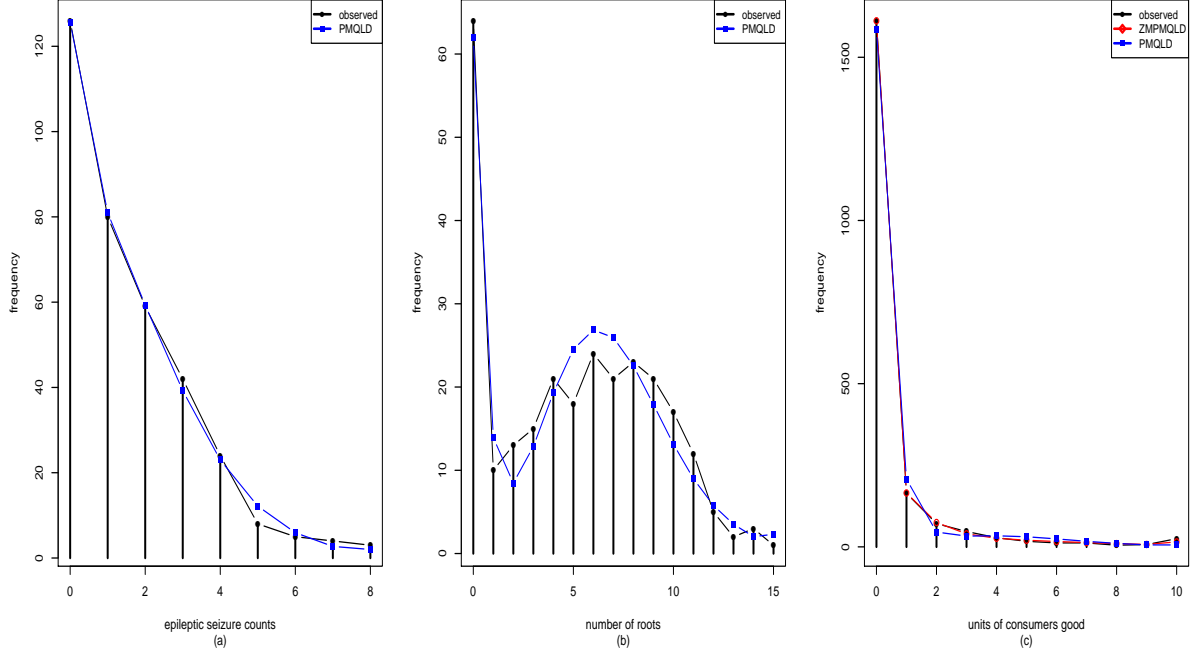 observed
PMQLD
frequency
0
20
40
60
80
100
120
0
2
4
6
8
epileptic seizure counts
(a)
observed
PMQLD
frequency
0
10
20
30
40
50
60
0
5
10
15
number of roots
(b)
observed
ZMPMQLD
PMQLD
frequency
0
500
1000
1500
0
2
4
6
8
10
units of consumers good
(c)